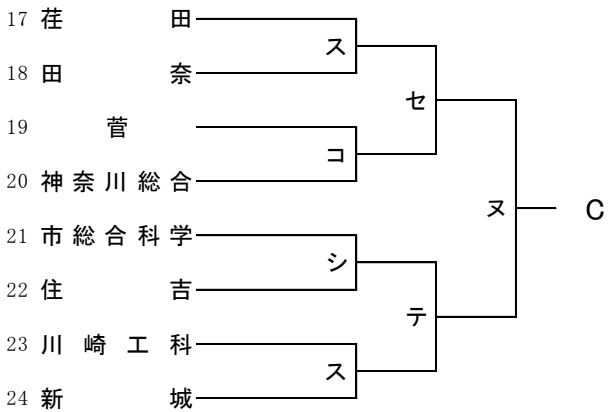 17 荏田
ス
18 田奈
セ
19 菅
コ
20 神奈川総合
ヌ C
21 市総合科学
シ
22 住吉
テ
23 川崎工科
ス
24 新城